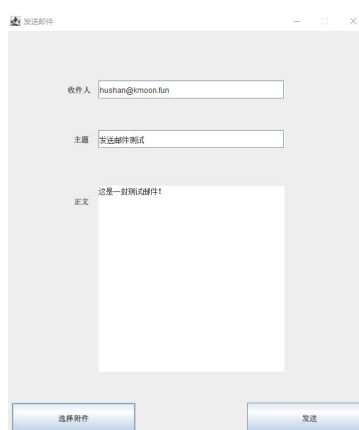 发送邮件
收件人 hushan@kmoon.fun
主题 发送邮件测试
正文 这是一封测试邮件!
选择附件 发送